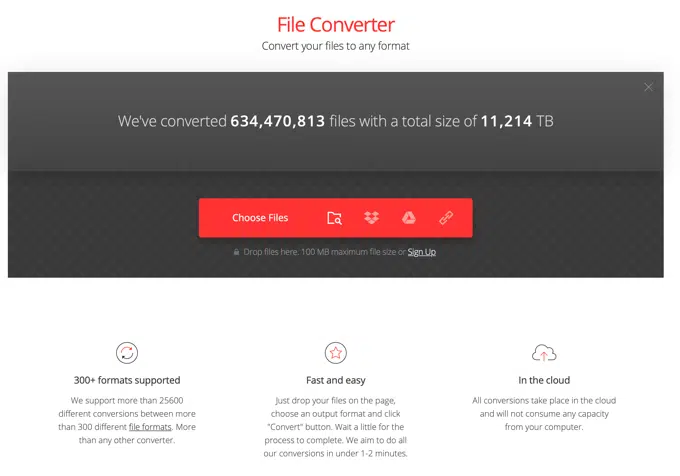 File Converter
Convert your files to any format
We've converted 634,470,813 files with a total size of 11,214 TB
Choose Files
Drop files here. 100 MB maximum file size or Sign Up
300+ formats supported
We support more than 25600
different conversions between more
than 300 different file formats. More
than any other converter.
Fast and easy
Just drop your files on the page,
choose an output format and click
"Convert" button. Wait a little for the
process to complete. We aim to do all
our conversions in under 1-2 minutes.
In the cloud
All conversions take place in the cloud
and will not consume any capacity
from your computer.